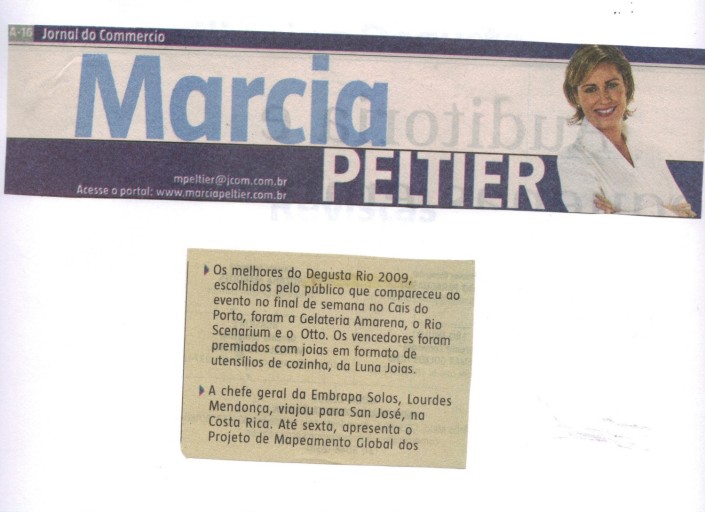 A-16 Jornal do Commercio
Marcia
PELTIER
mpeltier@jcom.com.br
Acesse o portal: www.marciapeltier.com.br
Os melhores do Degusta Rio 2009,
escolhidos pelo público que compareceu ao
evento no final de semana no Cais do
Porto, foram a Gelateria Amarena, o Rio
Scenarium e o Otto. Os vencedores foram
premiados com joias em formato de
utensílios de cozinha, da Luna Joias.
A chefe geral da Embrapa Solos, Lourdes
Mendonça, viajou para San José, na
Costa Rica. Até sexta, apresenta o
Projeto de Mapeamento Global dos